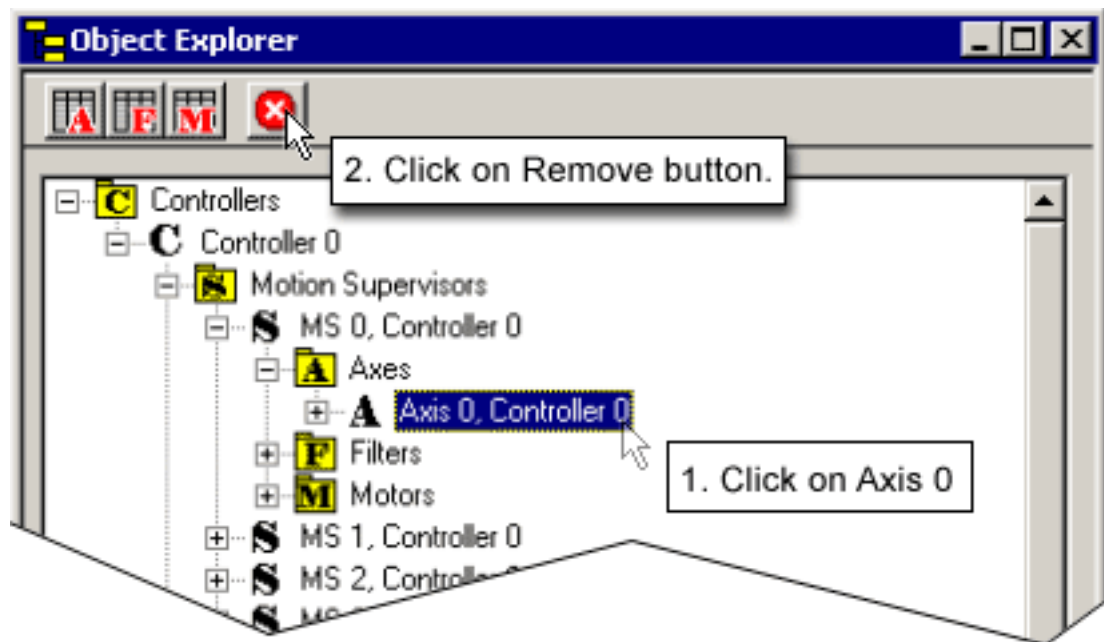 Object Explorer
A F M
2. Click on Remove button.
C Controllers
C Controller 0
S Motion Supervisors
S MS 0, Controller 0
A Axes
A Axis 0, Controller 0
F Filters
1. Click on Axis 0
M Motors
S MS 1, Controller 0
S MS 2,
S